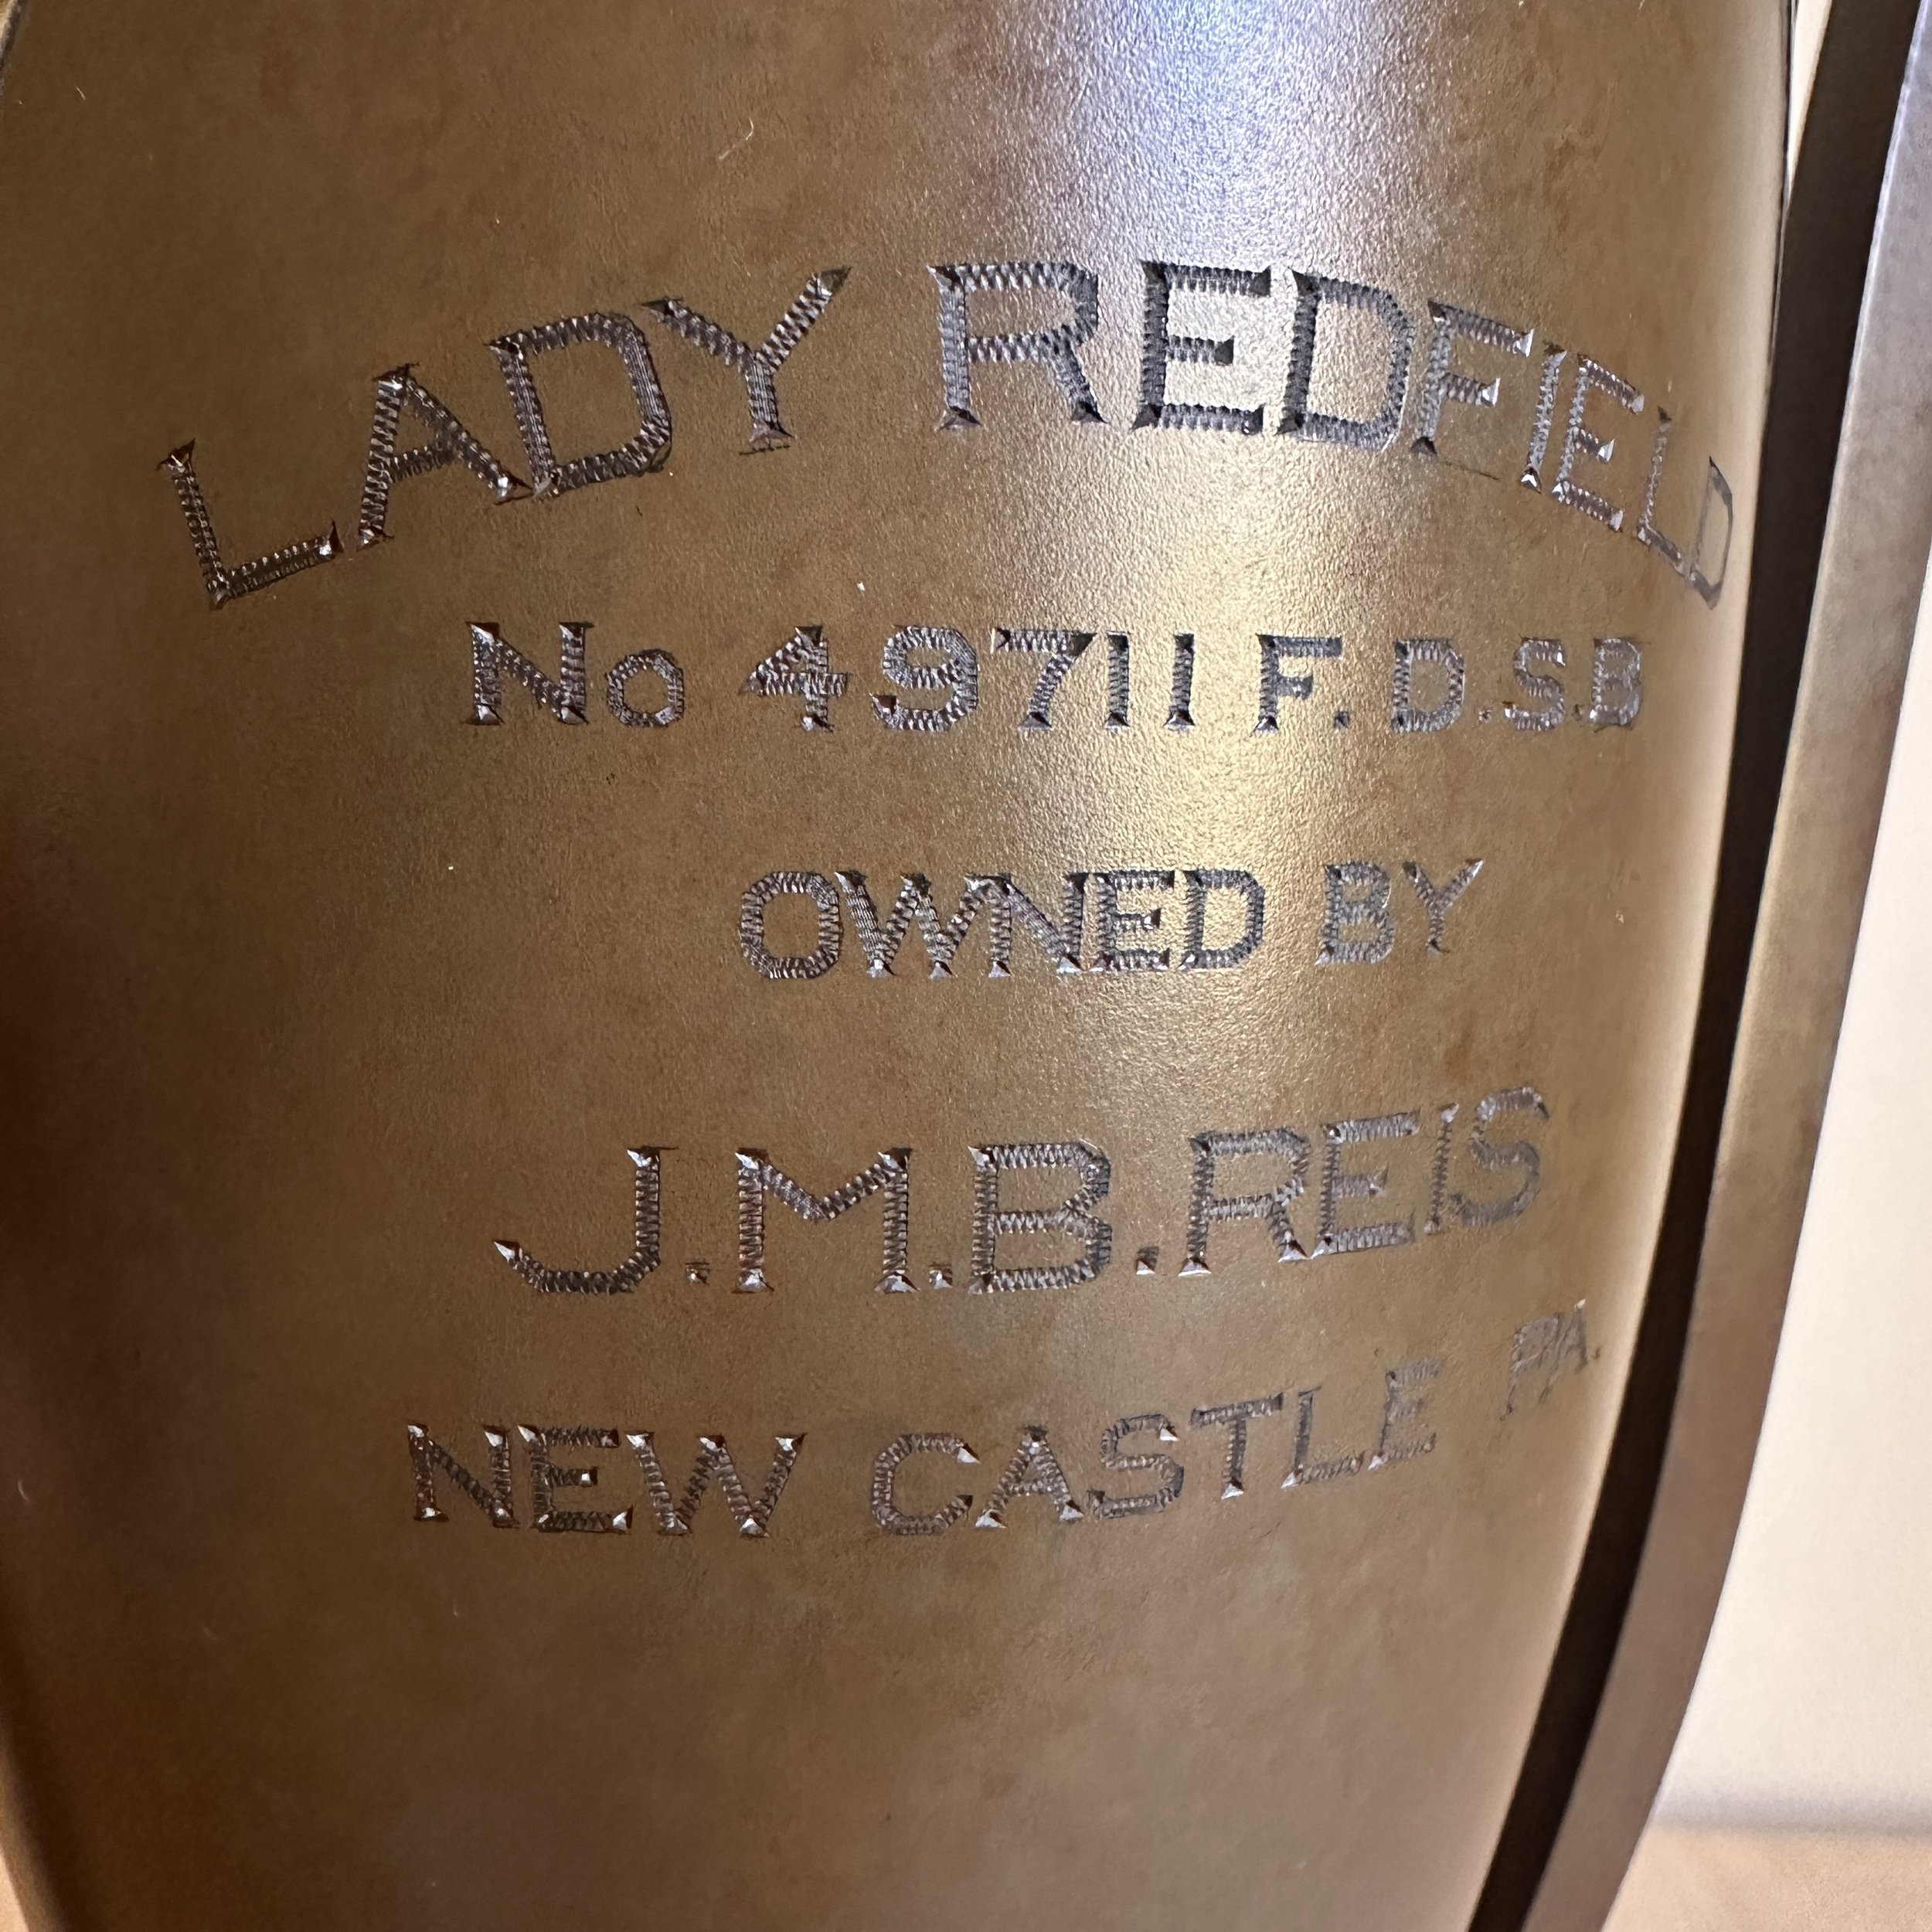 LADY REDFIELD
No 49711 F.D.S.B
OWNED BY
J.M.B.REIS
NEW CASTLE PA.